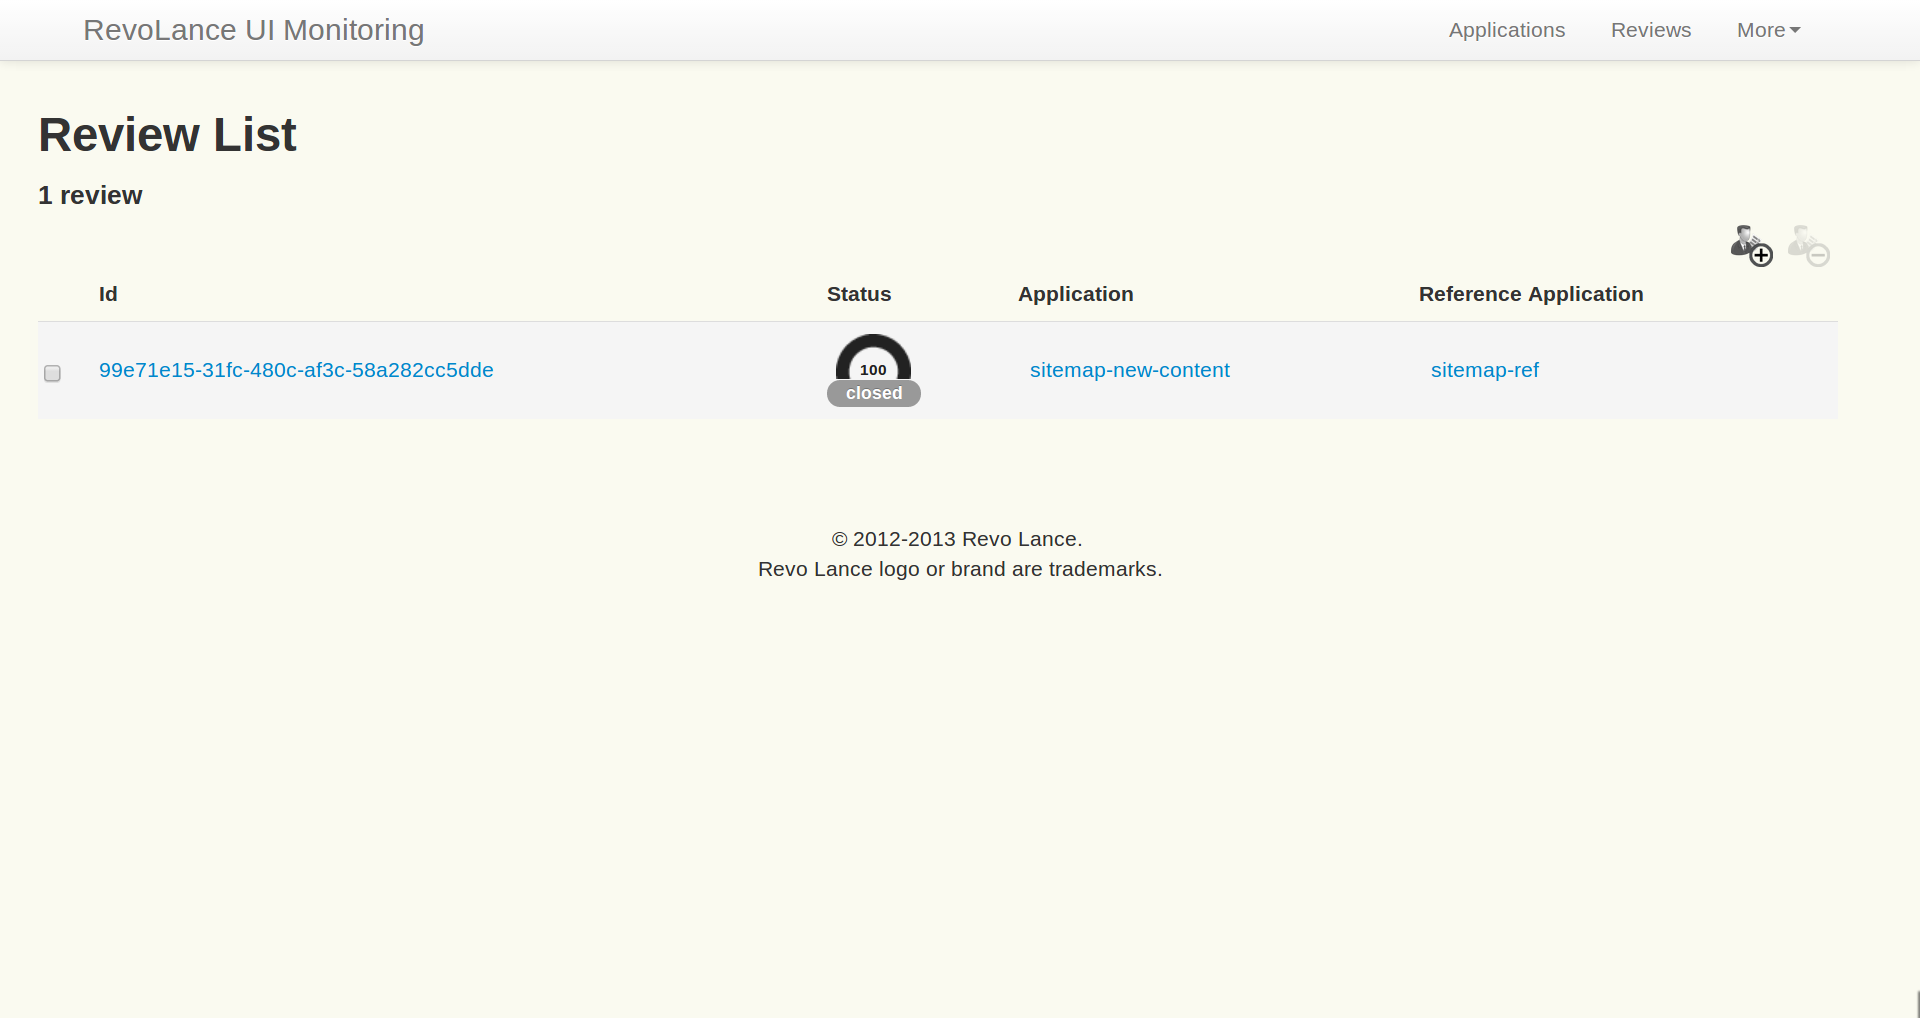 RevoLance UI Monitoring Applications Reviews More
Review List
1 review
Id Status Application Reference Application
99e71e15-31fc-480c-af3c-58a282cc5dde 100 sitemap-new-content sitemap-ref
closed
© 2012-2013 Revo Lance.
Revo Lance logo or brand are trademarks.